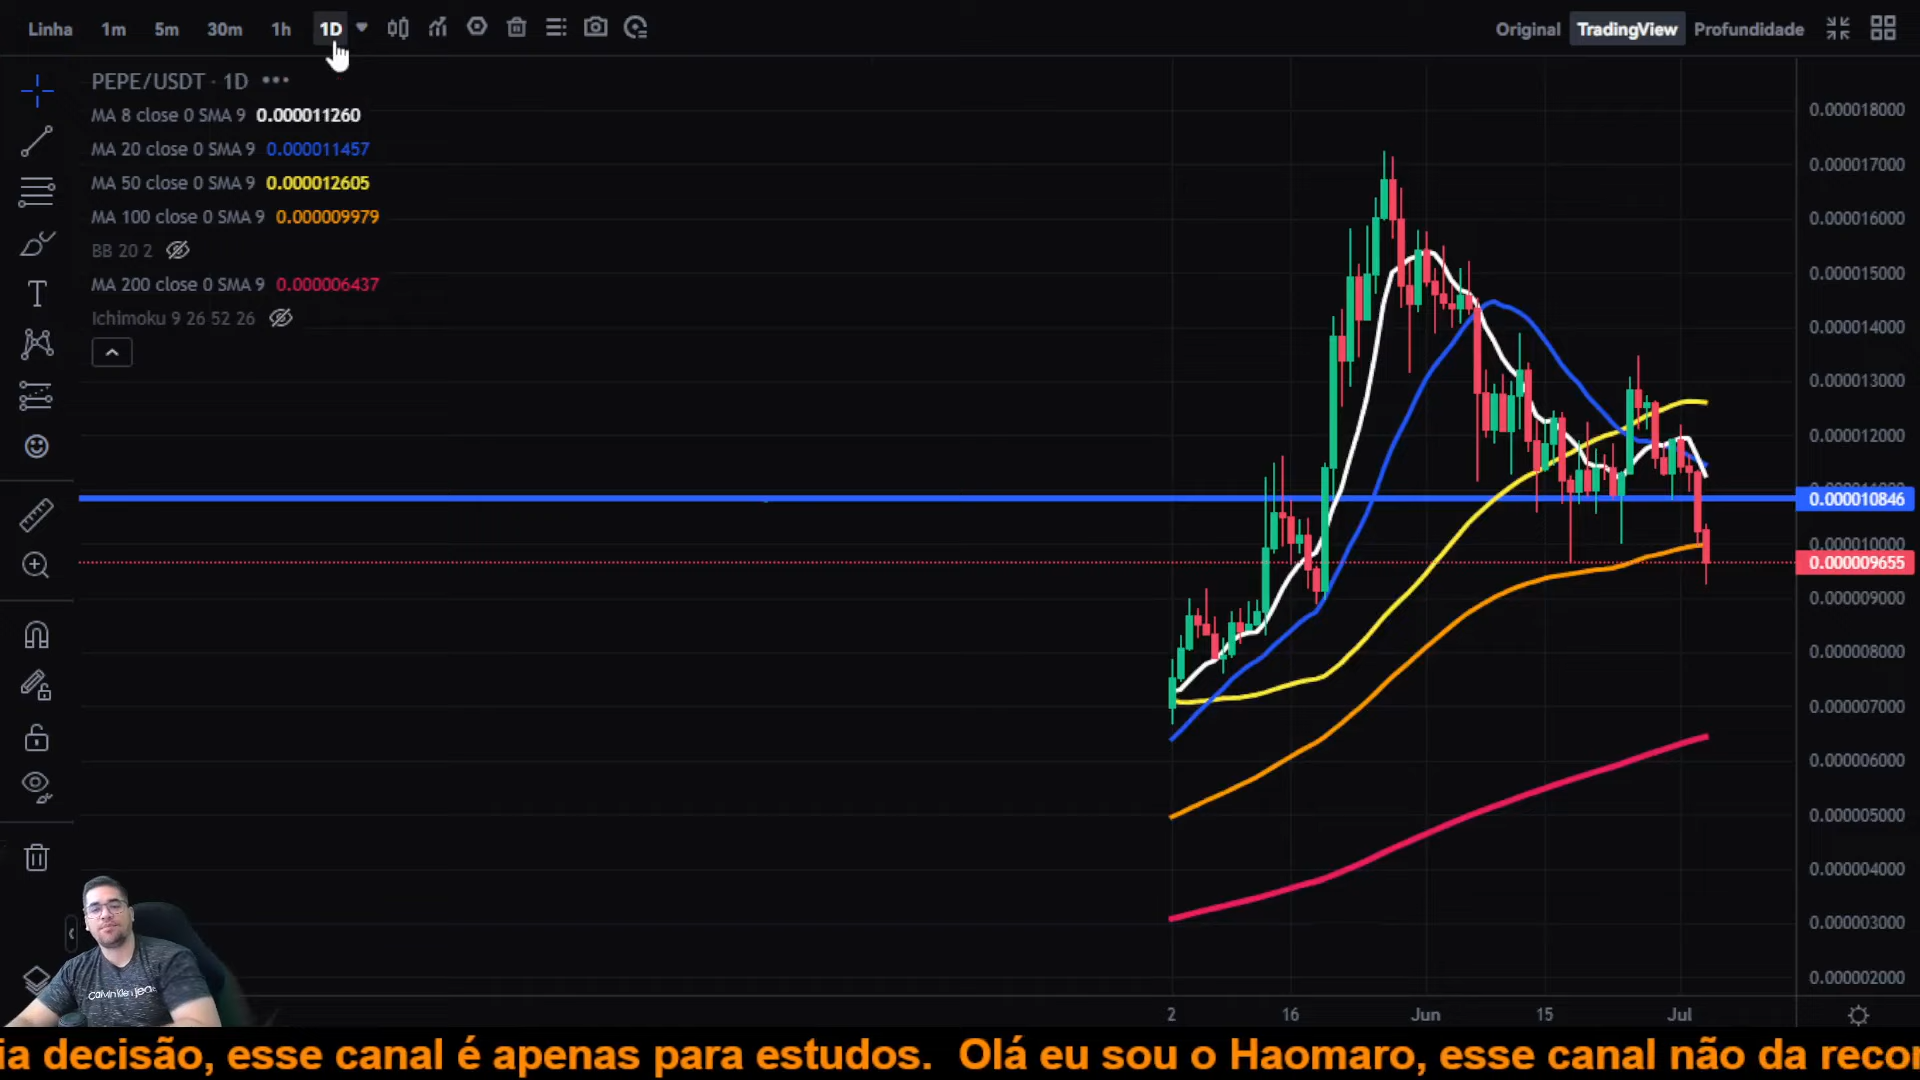 Linha 1m 5m 30m 1h 1D Original TradingView Profundidade
PEPE/USDT · 1D
MA 8 close 0 SMA 9 0.000011260
MA 20 close 0 SMA 9 0.000011457
MA 50 close 0 SMA 9 0.000012605
MA 100 close 0 SMA 9 0.000009979
BB 20 2
MA 200 close 0 SMA 9 0.000006437
Ichimoku 9 26 52 26
0.000018000
0.000017000
0.000016000
0.000015000
0.000014000
0.000013000
0.000012000
0.000010846
0.000010000
0.000009655
0.000009000
0.000008000
0.000007000
0.000006000
0.000005000
0.000004000
0.000003000
0.000002000
2 16 Jun 15 Jul
Calvin Klein Jeans
ia decisão, esse canal é apenas para estudos. Olá eu sou o Haomaro, esse canal não da recor